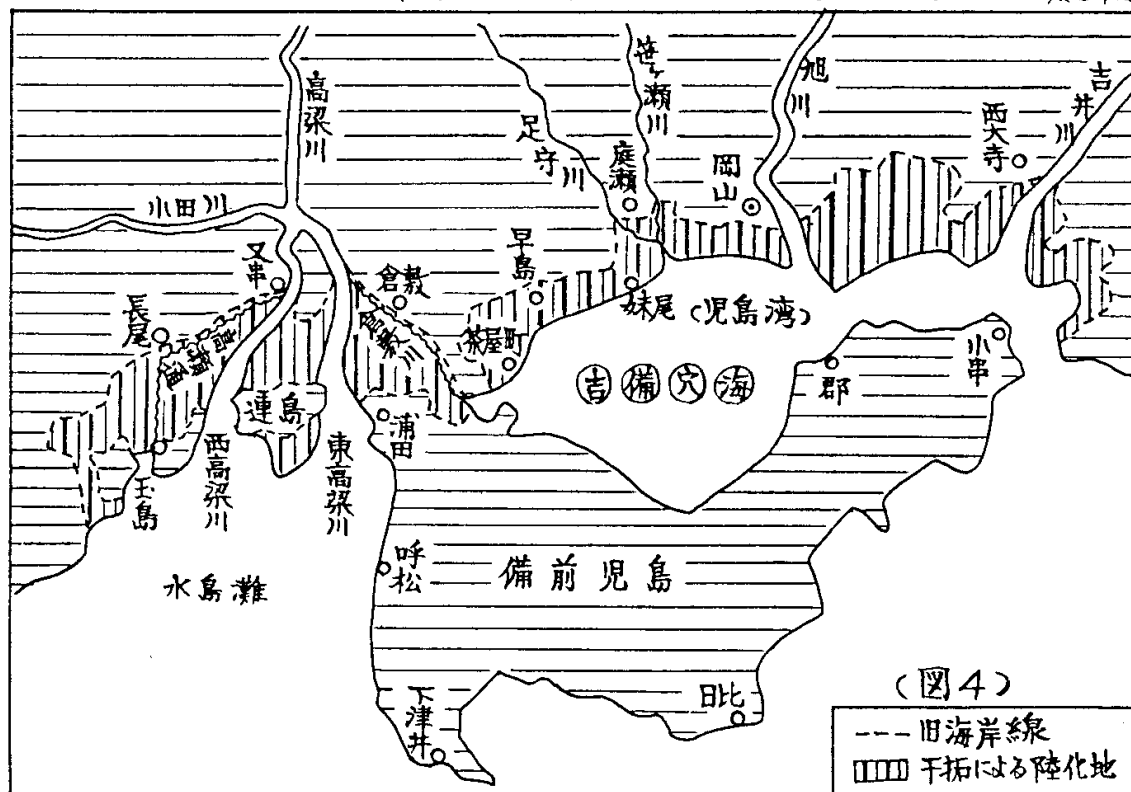 高梁川
小田川
足守川
笹ヶ瀬川
庭瀬
岡山
旭川
西大寺
吉井川
又串
長尾
高瀬通
倉敷
倉敷川
早島
茶屋町
妹尾
(児島湾)
吉備穴海
郡
小串
連島
浦田
玉島
西高梁川
東高梁川
水島灘
呼松
備前児島
下津井
日比
(図4)
旧海岸線
干拓による陸化地